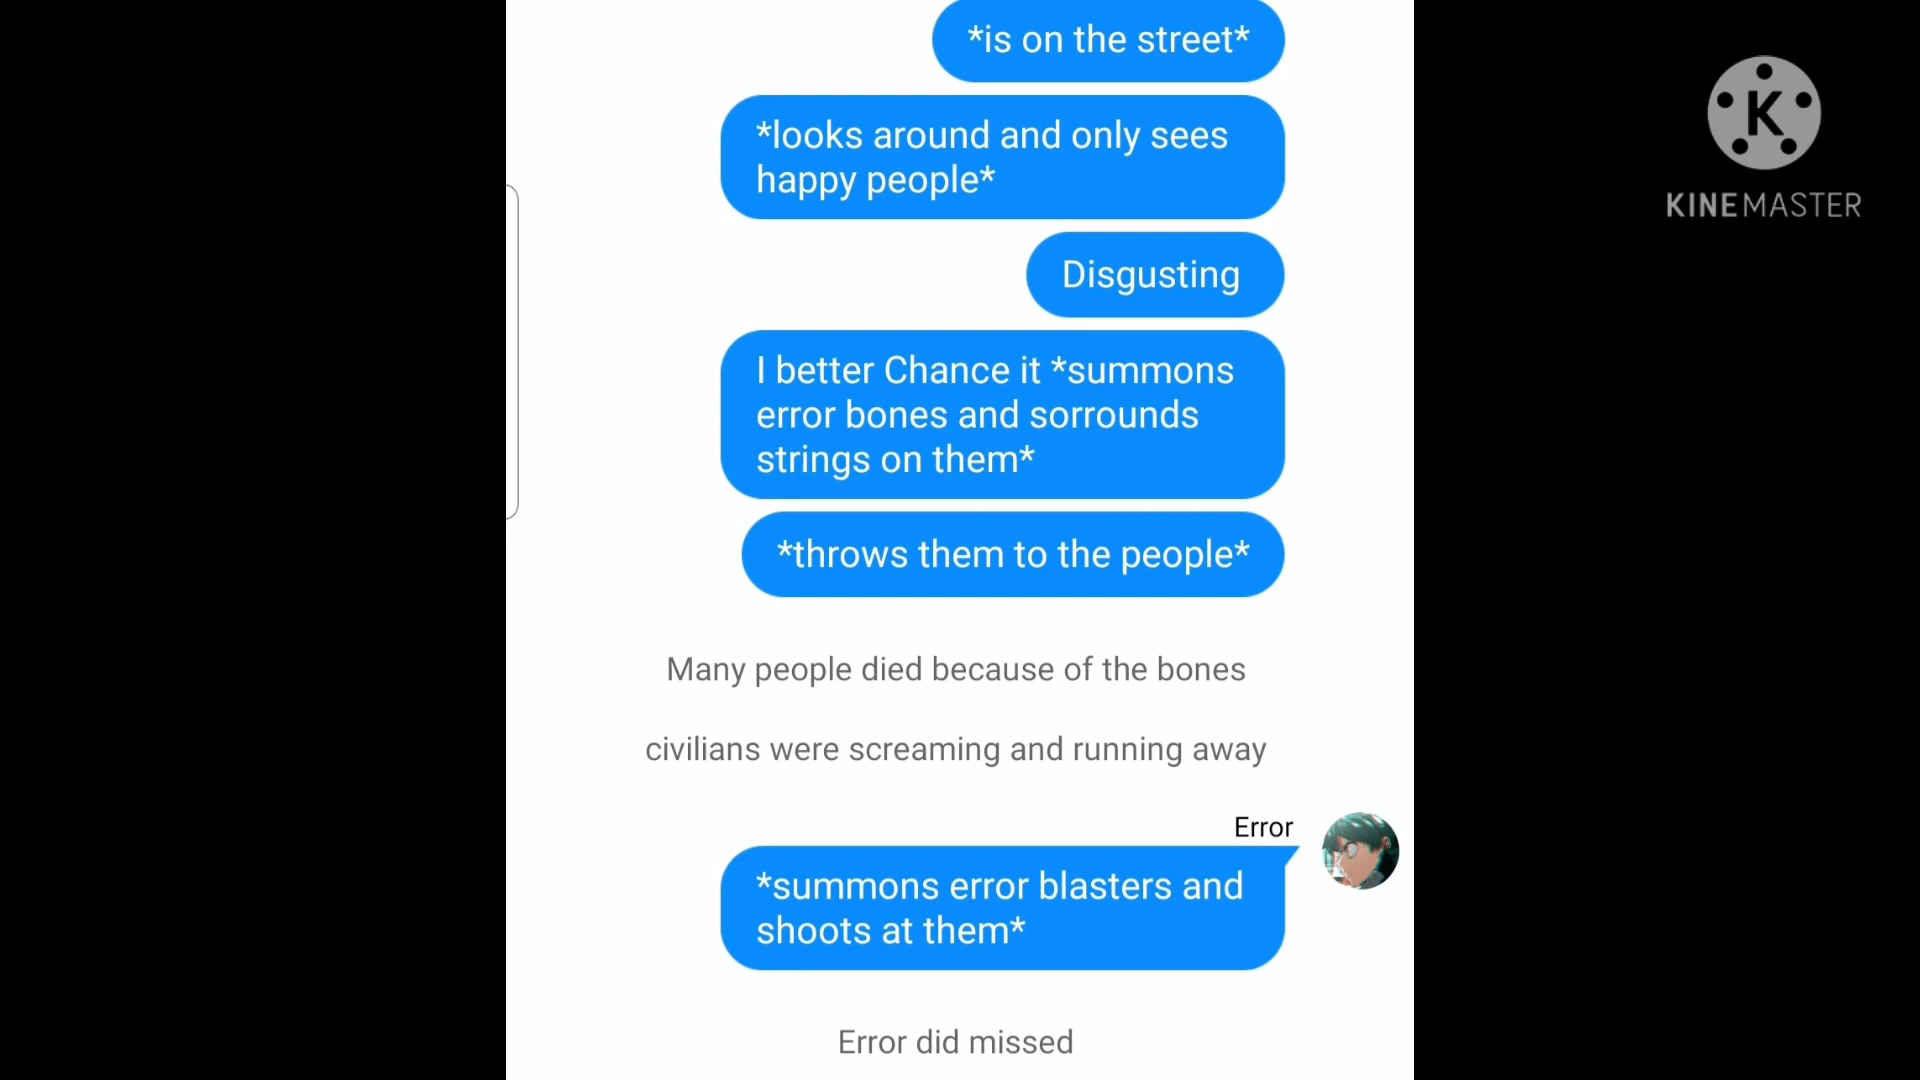 *is on the street*
*looks around and only sees
happy people*
Disgusting
I better Chance it *summons
error bones and sorrounds
strings on them*
*throws them to the people*
Many people died because of the bones
civilians were screaming and running away
Error
*summons error blasters and
shoots at them*
Error did missed
K
KINEMASTER